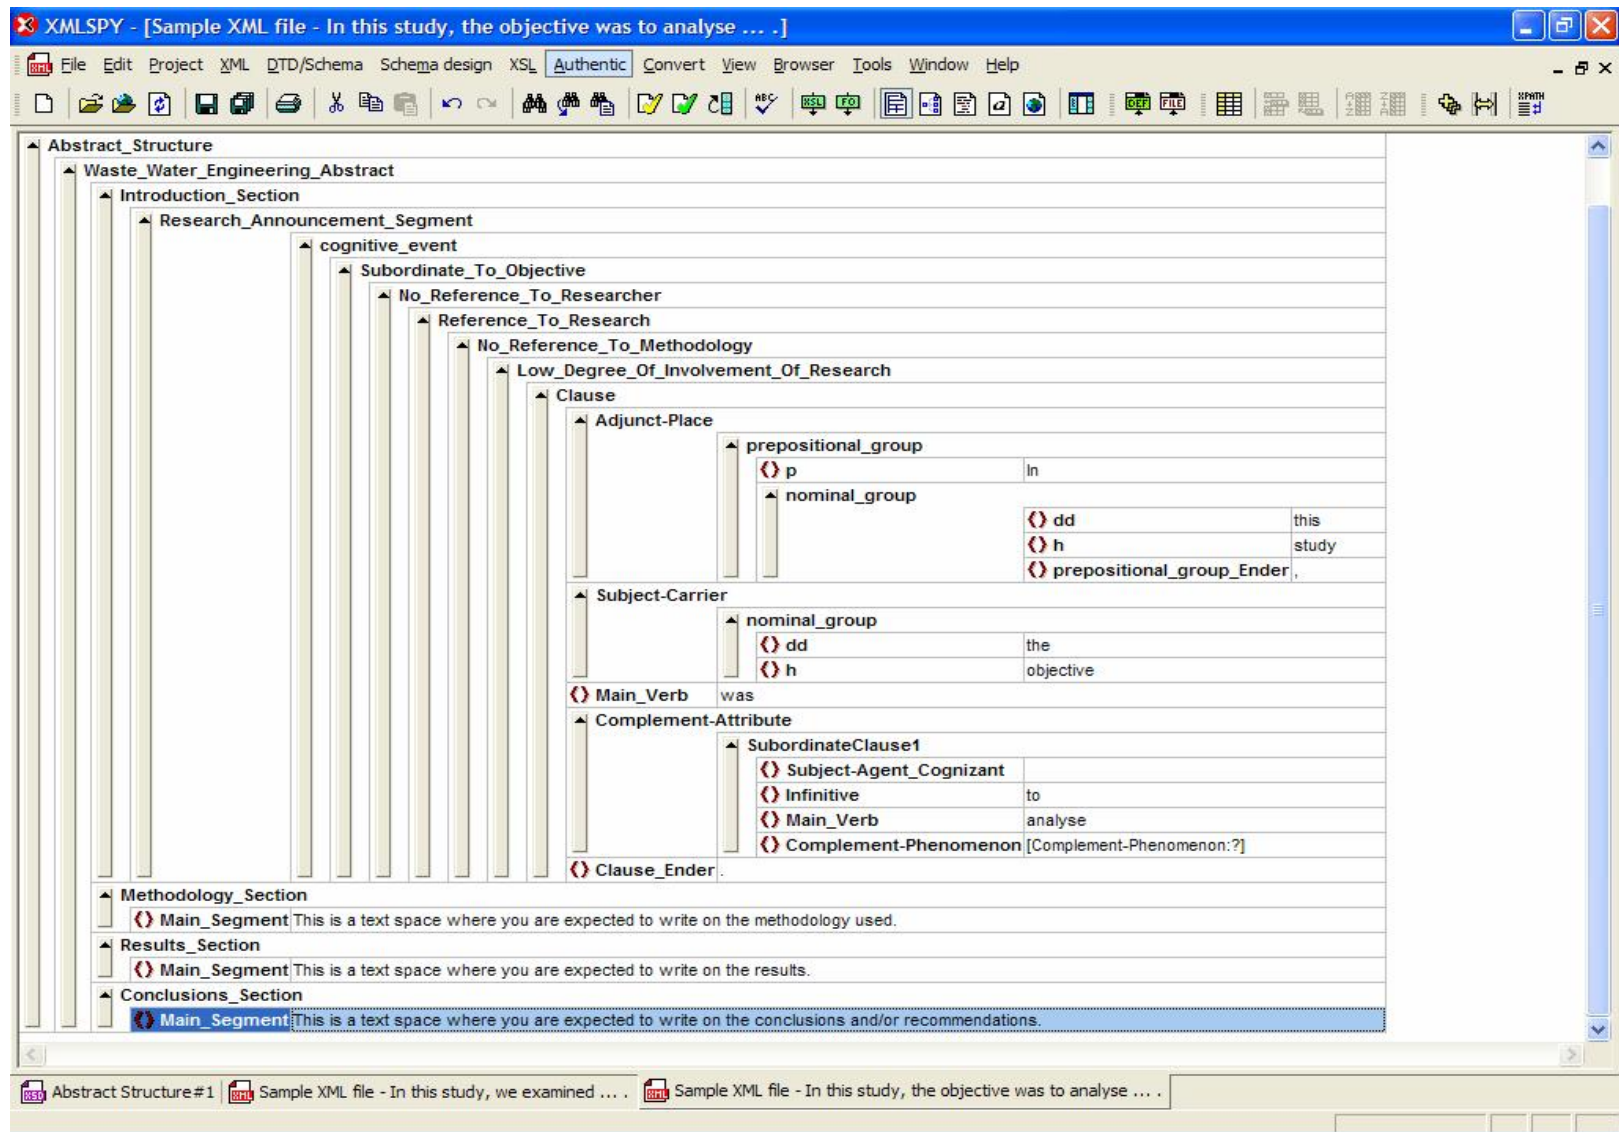 XMLSPY - [Sample XML file - In this study, the objective was to analyse ... .]
File Edit Project XML DTD/Schema Schema design XSL Authentic Convert View Browser Tools Window Help
Abstract_Structure
Waste_Water_Engineering_Abstract
Introduction_Section
Research_Announcement_Segment
cognitive_event
Subordinate_To_Objective
No_Reference_To_Researcher
Reference_To_Research
No_Reference_To_Methodology
Low_Degree_Of_Involvement_Of_Research
Clause
Adjunct-Place
prepositional_group
p In
nominal_group
dd this
h study
prepositional_group_Ender ,
Subject-Carrier
nominal_group
dd the
h objective
Main_Verb was
Complement-Attribute
SubordinateClause1
Subject-Agent_Cognizant
Infinitive to
Main_Verb analyse
Complement-Phenomenon [Complement-Phenomenon:?]
Clause_Ender .
Methodology_Section
Main_Segment This is a text space where you are expected to write on the methodology used.
Results_Section
Main_Segment This is a text space where you are expected to write on the results.
Conclusions_Section
Main_Segment This is a text space where you are expected to write on the conclusions and/or recommendations.
Abstract Structure#1 Sample XML file - In this study, we examined ... . Sample XML file - In this study, the objective was to analyse ... .